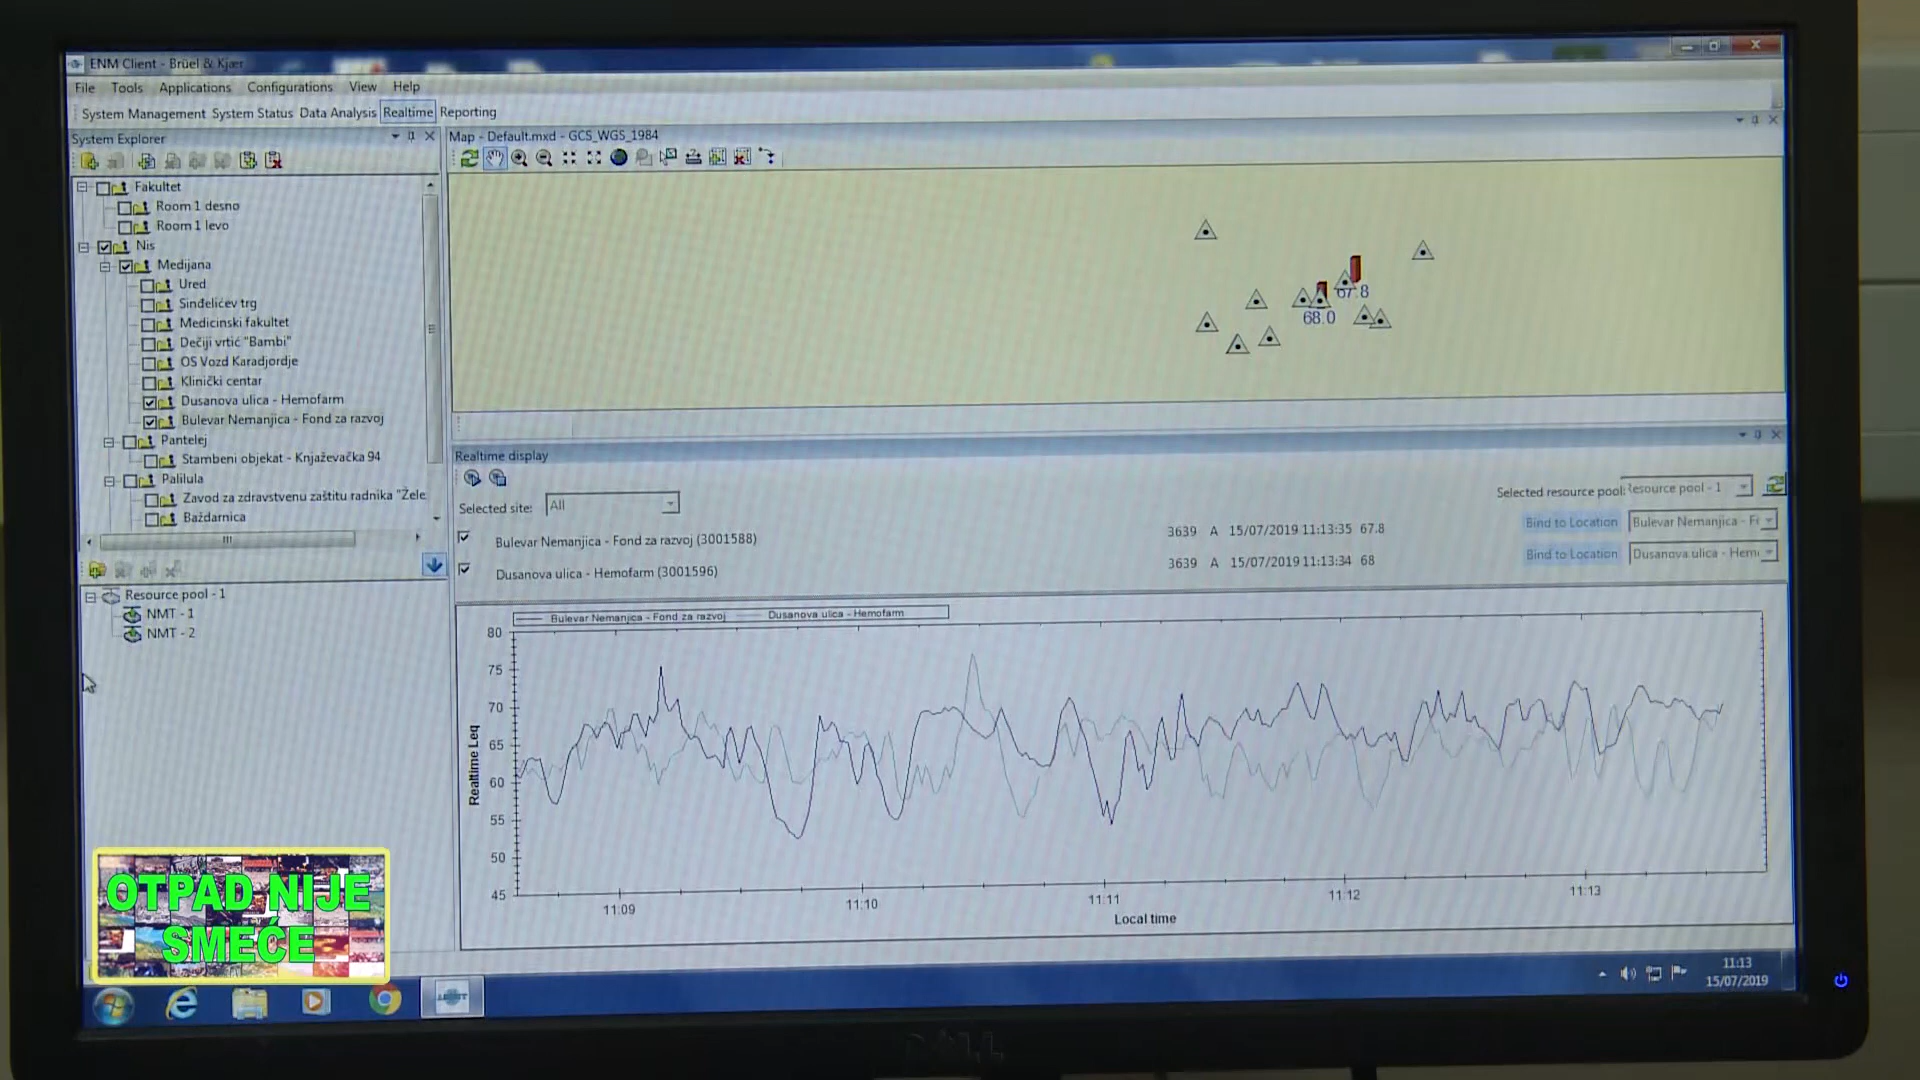 ENM Client - Brüel & Kjær
File Tools Applications Configurations View Help
System Management System Status Data Analysis Realtime Reporting
System Explorer
Fakultet
Room 1 desno
Room 1 levo
Nis
Medijana
Ured
Sinđelićev trg
Medicinski fakultet
Dečiji vrtić "Bambi"
OS Vozd Karadjordje
Klinički centar
Dusanova ulica - Hemofarm
Bulevar Nemanjica - Fond za razvoj
Pantelej
Stambeni objekat - Knjaževačka 94
Palilula
Zavod za zdravstvenu zaštitu radnika "Žele
Baždarnica
Resource pool - 1
NMT - 1
NMT - 2
Map - Default.mxd - GCS_WGS_1984
67.8
68.0
Realtime display
Selected site: All
Selected resource pool: Resource pool - 1
Bulevar Nemanjica - Fond za razvoj (3001588) 3639 A 15/07/2019 11:13:35 67.8 Bind to Location Bulevar Nemanjica - F
Dusanova ulica - Hemofarm (3001596) 3639 A 15/07/2019 11:13:34 68 Bind to Location Dusanova ulica - Hem
Bulevar Nemanjica - Fond za razvoj Dusanova ulica - Hemofarm
80
75
70
65
60
55
50
45
Realtime Leq
11:09 11:10 11:11 11:12 11:13
Local time
OTPAD NIJE
SMEĆE
11:13
15/07/2019
DELL